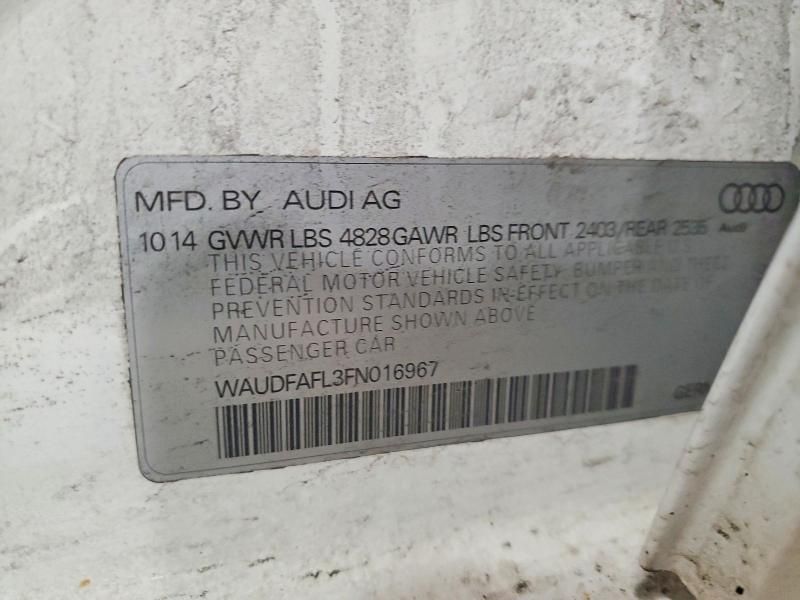 MFD. BY AUDI AG
10 14 GVWR LBS 4828 GAWR LBS FRONT 2403/REAR 2535 Audi
THIS VEHICLE CONFORMS TO ALL APPLICABLE U.S.
FEDERAL MOTOR VEHICLE SAFETY, BUMPER AND THEFT
PREVENTION STANDARDS IN-EFFECT ON THE DATE OF
MANUFACTURE SHOWN ABOVE
PASSENGER CAR
WAUDFAFL3FN016967